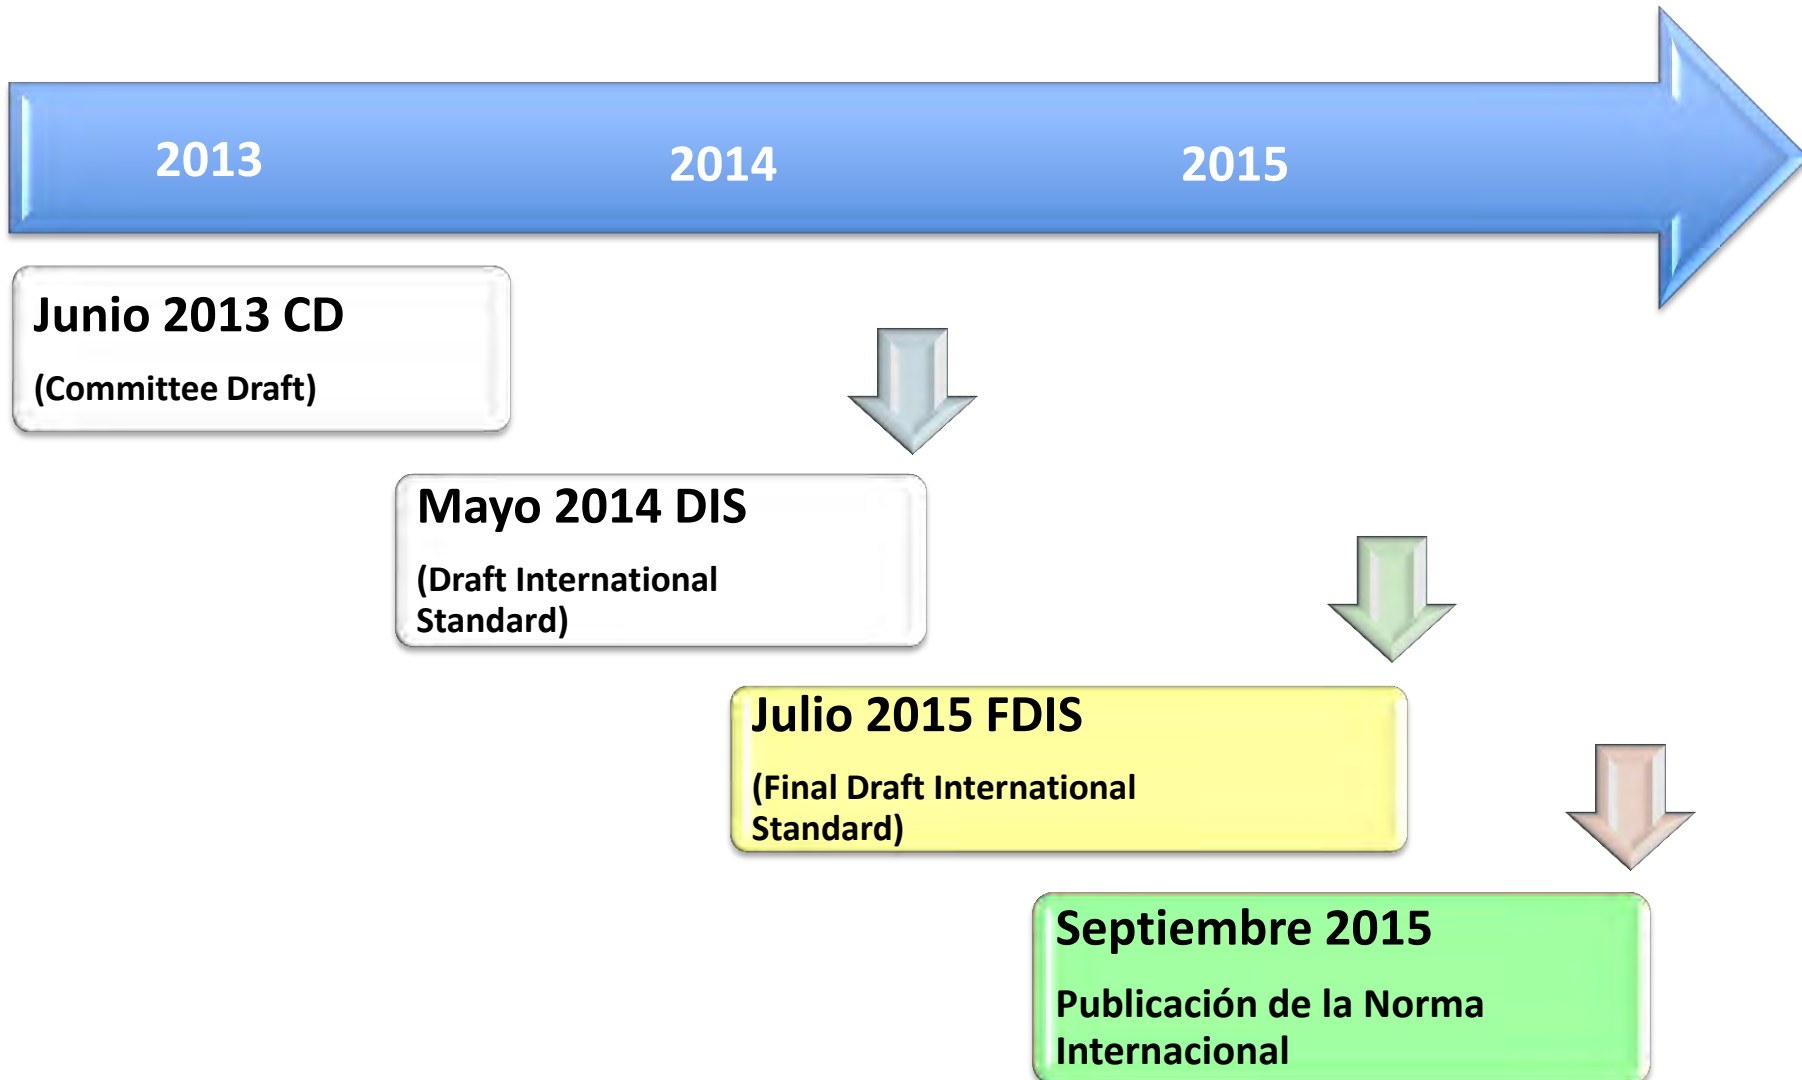 2013
2014
2015
Junio 2013 CD
(Committee Draft)
Mayo 2014 DIS
(Draft International
Standard)
Julio 2015 FDIS
(Final Draft International
Standard)
Septiembre 2015
Publicación de la Norma
Internacional